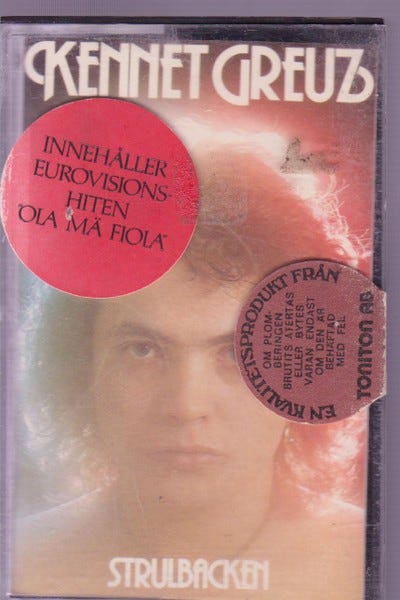 KENNET GREUZ
INNEHÅLLER
EUROVISIONS-
HITEN
"OLA MÄ FIOLA"
EN KVALITETSPRODUKT FRÅN
TONITON AB
OM PLOM-
BERINGEN
BRUTITS ÅTERTAS
ELLER BYTES
VARAN ENDAST
OM DEN ÄR
BEHÄFTAD
MED FEL
STRULBACKEN